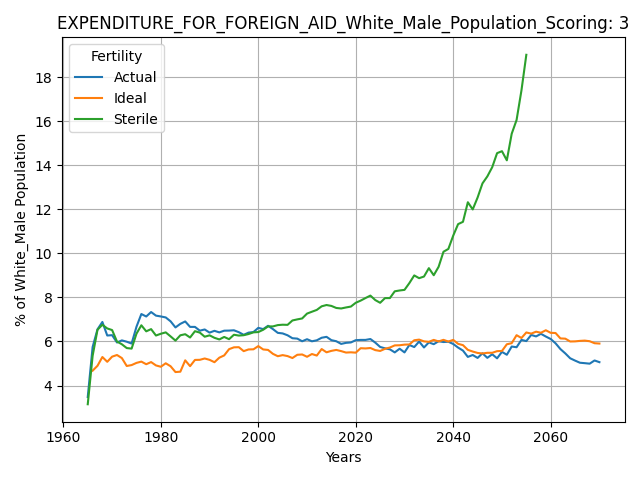 EXPENDITURE_FOR_FOREIGN_AID_White_Male_Population_Scoring: 3
Fertility
Actual
Ideal
Sterile
% of White_Male Population
18
16
14
12
10
8
6
4
1960 1980 2000 2020 2040 2060
Years